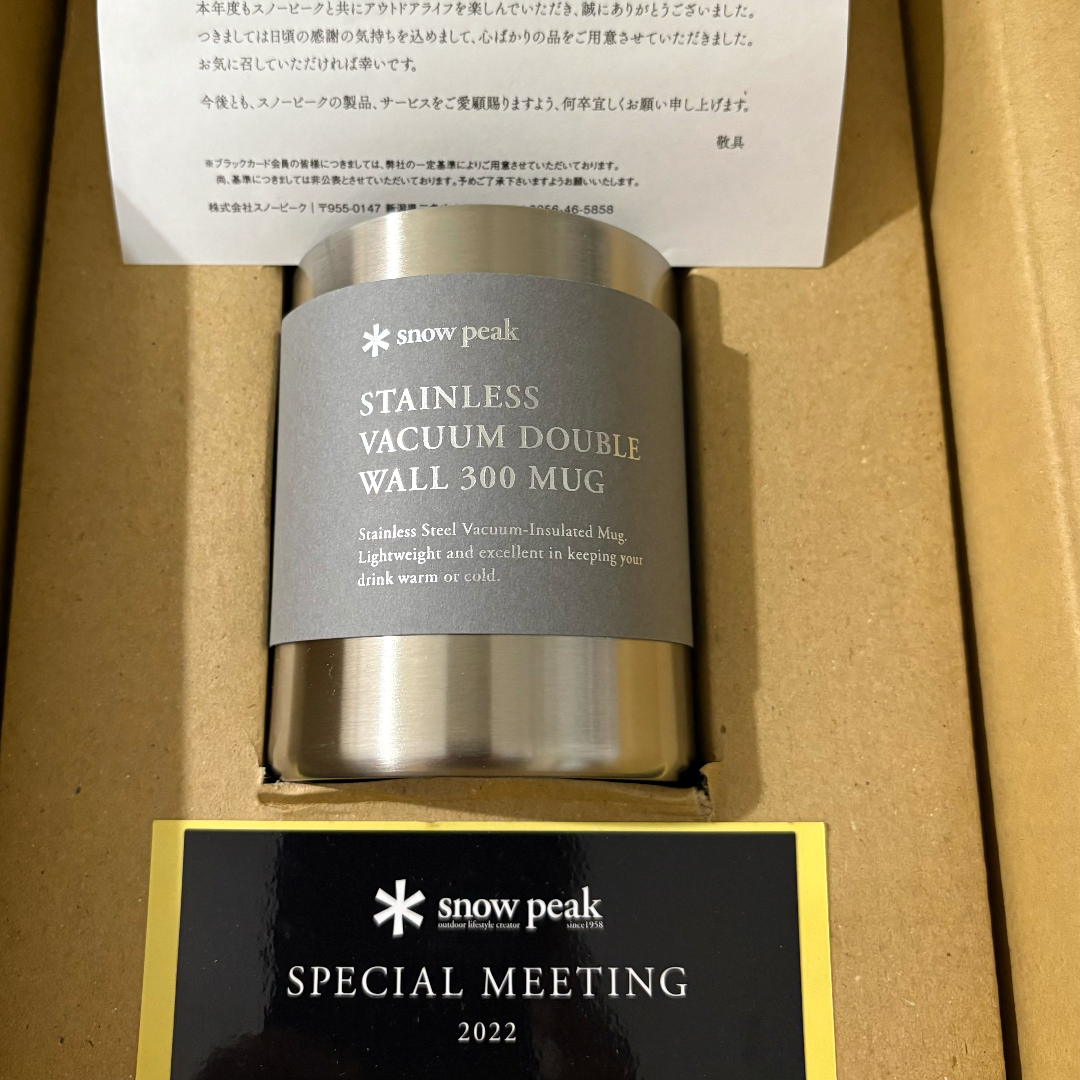 本年度もスノーピークと共にアウトドアライフを楽しんでいただき、誠にありがとうございました。
つきましては日頃の感謝の気持ちを込めまして、心ばかりの品をご用意させていただきました。
お気に召していただければ幸いです。
今後とも、スノーピークの製品、サービスをご愛顧賜りますよう、何卒宜しくお願い申し上げます。
敬具
※ブラックカード会員の皆様につきましては、弊社の一定基準によりご用意させていただいております。
尚、基準につきましては非公表とさせていただいております。予めご了承下さいますようお願いいたします。
株式会社スノーピーク | 〒955-0147 新潟県三条 0256-46-5858
snow peak
STAINLESS
VACUUM DOUBLE
WALL 300 MUG
Stainless Steel Vacuum-Insulated Mug.
Lightweight and excellent in keeping your
drink warm or cold.
snow peak
outdoor lifestyle creator since1958
SPECIAL MEETING
2022